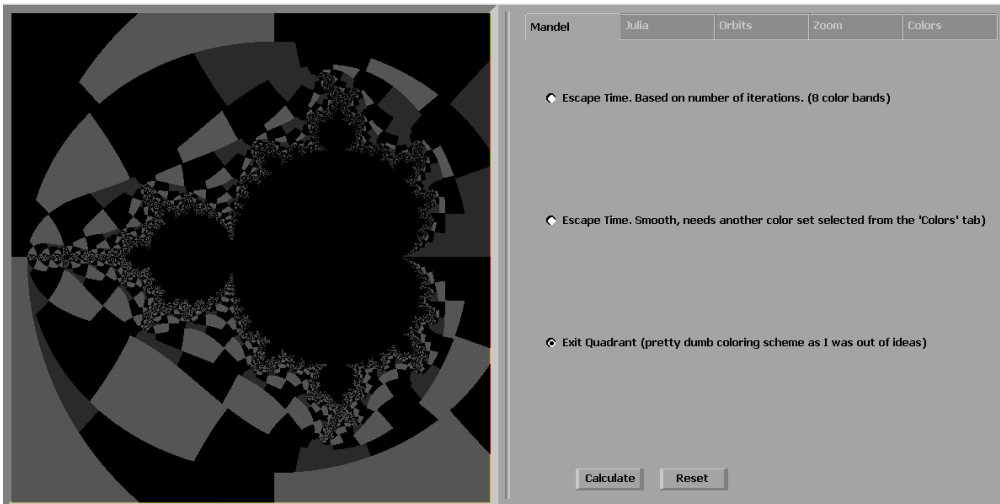 Mandel Julia Orbits Zoom Colors
Escape Time. Based on number of iterations. (8 color bands)
Escape Time. Smooth, needs another color set selected from the 'Colors' tab)
Exit Quadrant (pretty dumb coloring scheme as I was out of ideas)
Calculate Reset